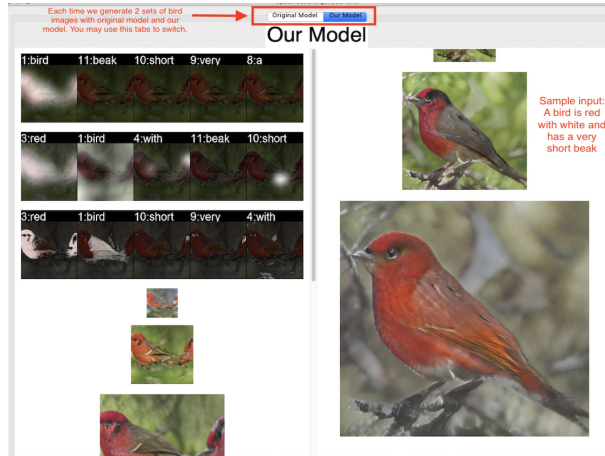 Each time we generate 2 sets of bird
images with original model and our
model. You may use this tabs to switch.
Original Model Our Model
Our Model
1:bird 11:beak 10:short 9:very 8:a
3:red 1:bird 4:with 11:beak 10:short
3:red 1:bird 10:short 9:very 4:with
Sample input:
A bird is red
with white and
has a very
short beak